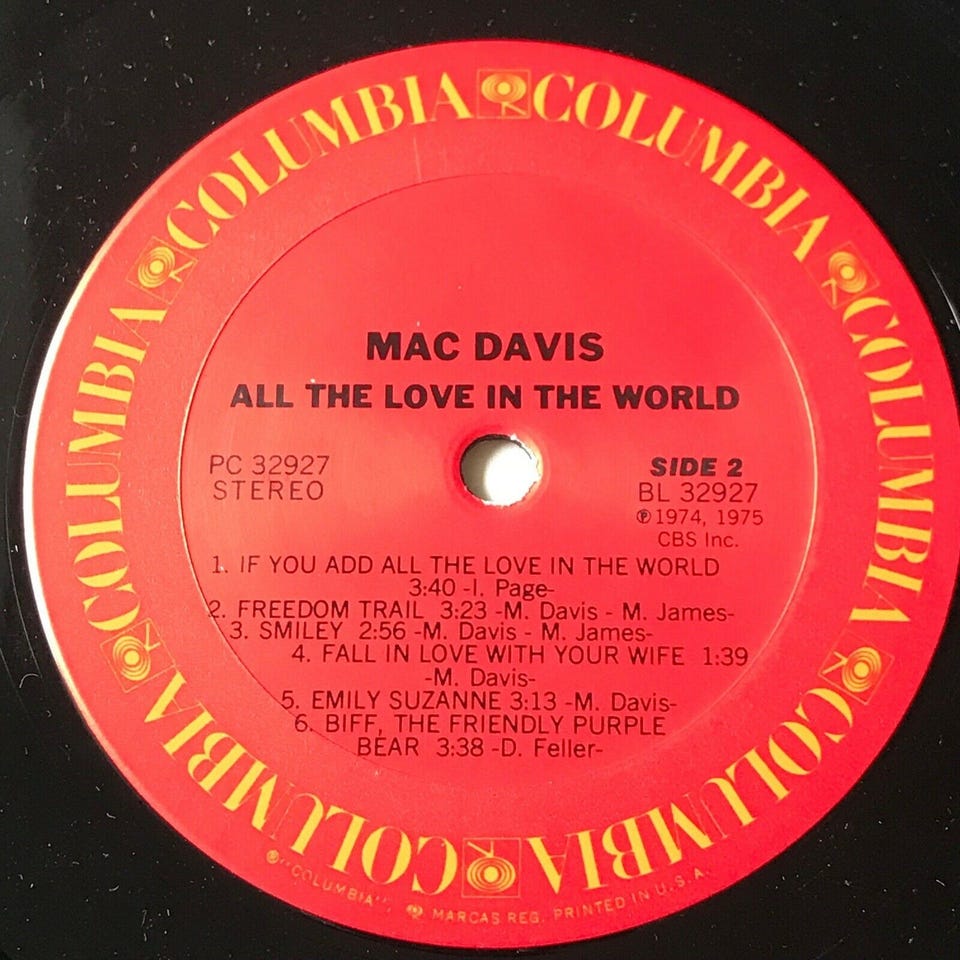 COLUMBIA COLUMBIA COLUMBIA COLUMBIA COLUMBIA COLUMBIA
MAC DAVIS
ALL THE LOVE IN THE WORLD
PC 32927
STEREO
SIDE 2
BL 32927
℗ 1974, 1975
CBS Inc.
1. IF YOU ADD ALL THE LOVE IN THE WORLD
3:40 -I. Page-
2. FREEDOM TRAIL 3:23 -M. Davis - M. James-
3. SMILEY 2:56 -M. Davis - M. James-
4. FALL IN LOVE WITH YOUR WIFE 1:39
-M. Davis-
5. EMILY SUZANNE 3:13 -M. Davis-
6. BIFF, THE FRIENDLY PURPLE
BEAR 3:38 -D. Feller-
® "COLUMBIA", MARCAS REG. PRINTED IN U.S.A.